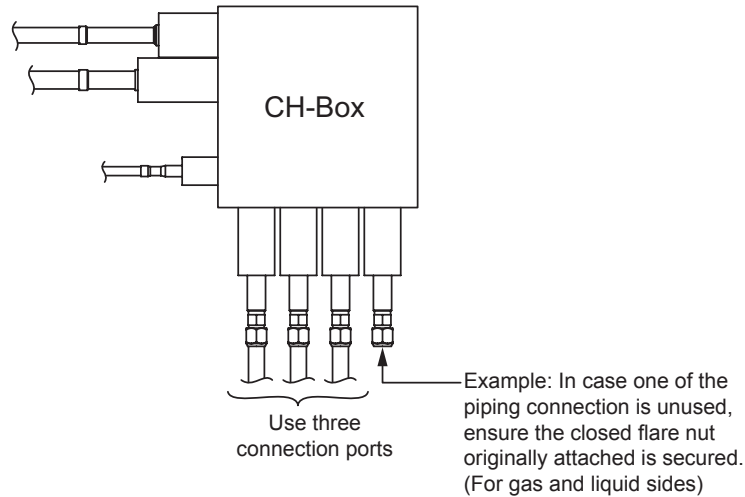 CH-Box
Use three
connection ports
Example: In case one of the
piping connection is unused,
ensure the closed flare nut
originally attached is secured.
(For gas and liquid sides)